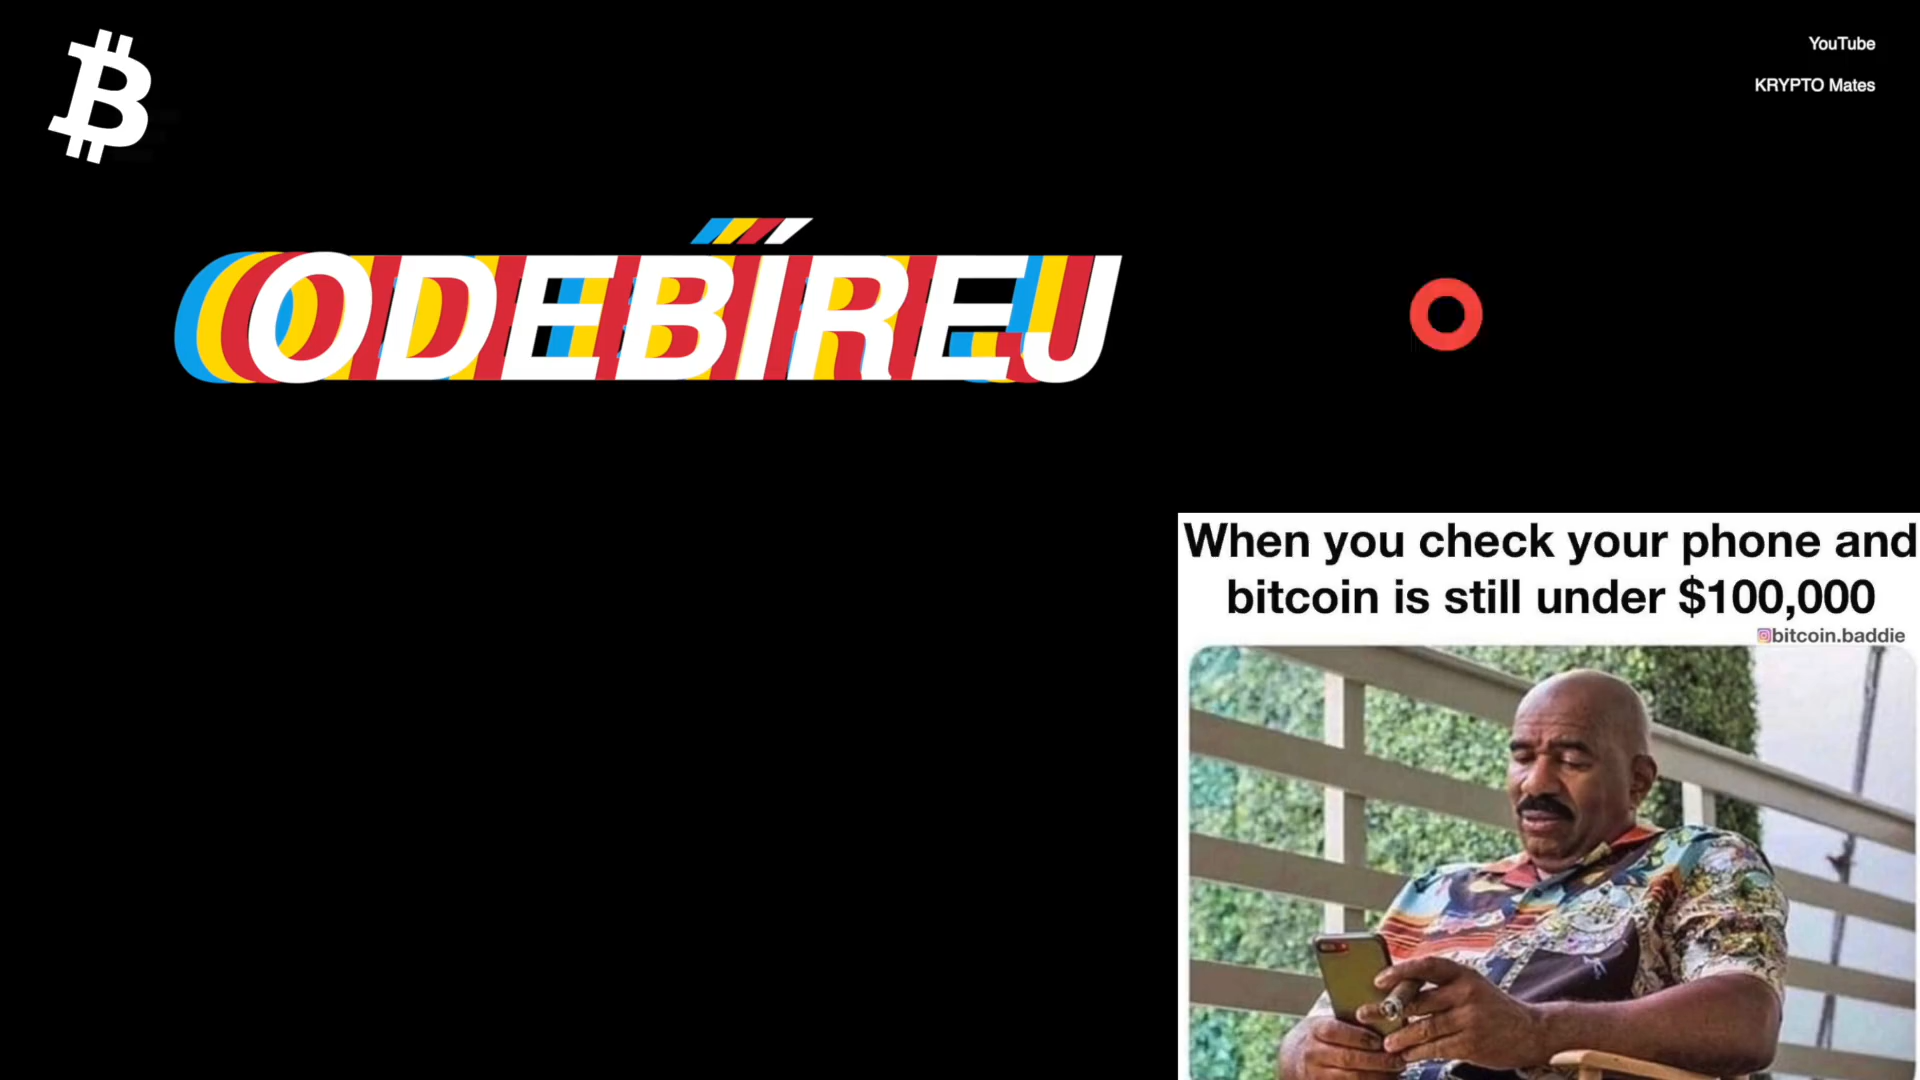 YouTube
KRYPTO Mates
ODEBÍREJ
When you check your phone and
bitcoin is still under $100,000
bitcoin.baddie